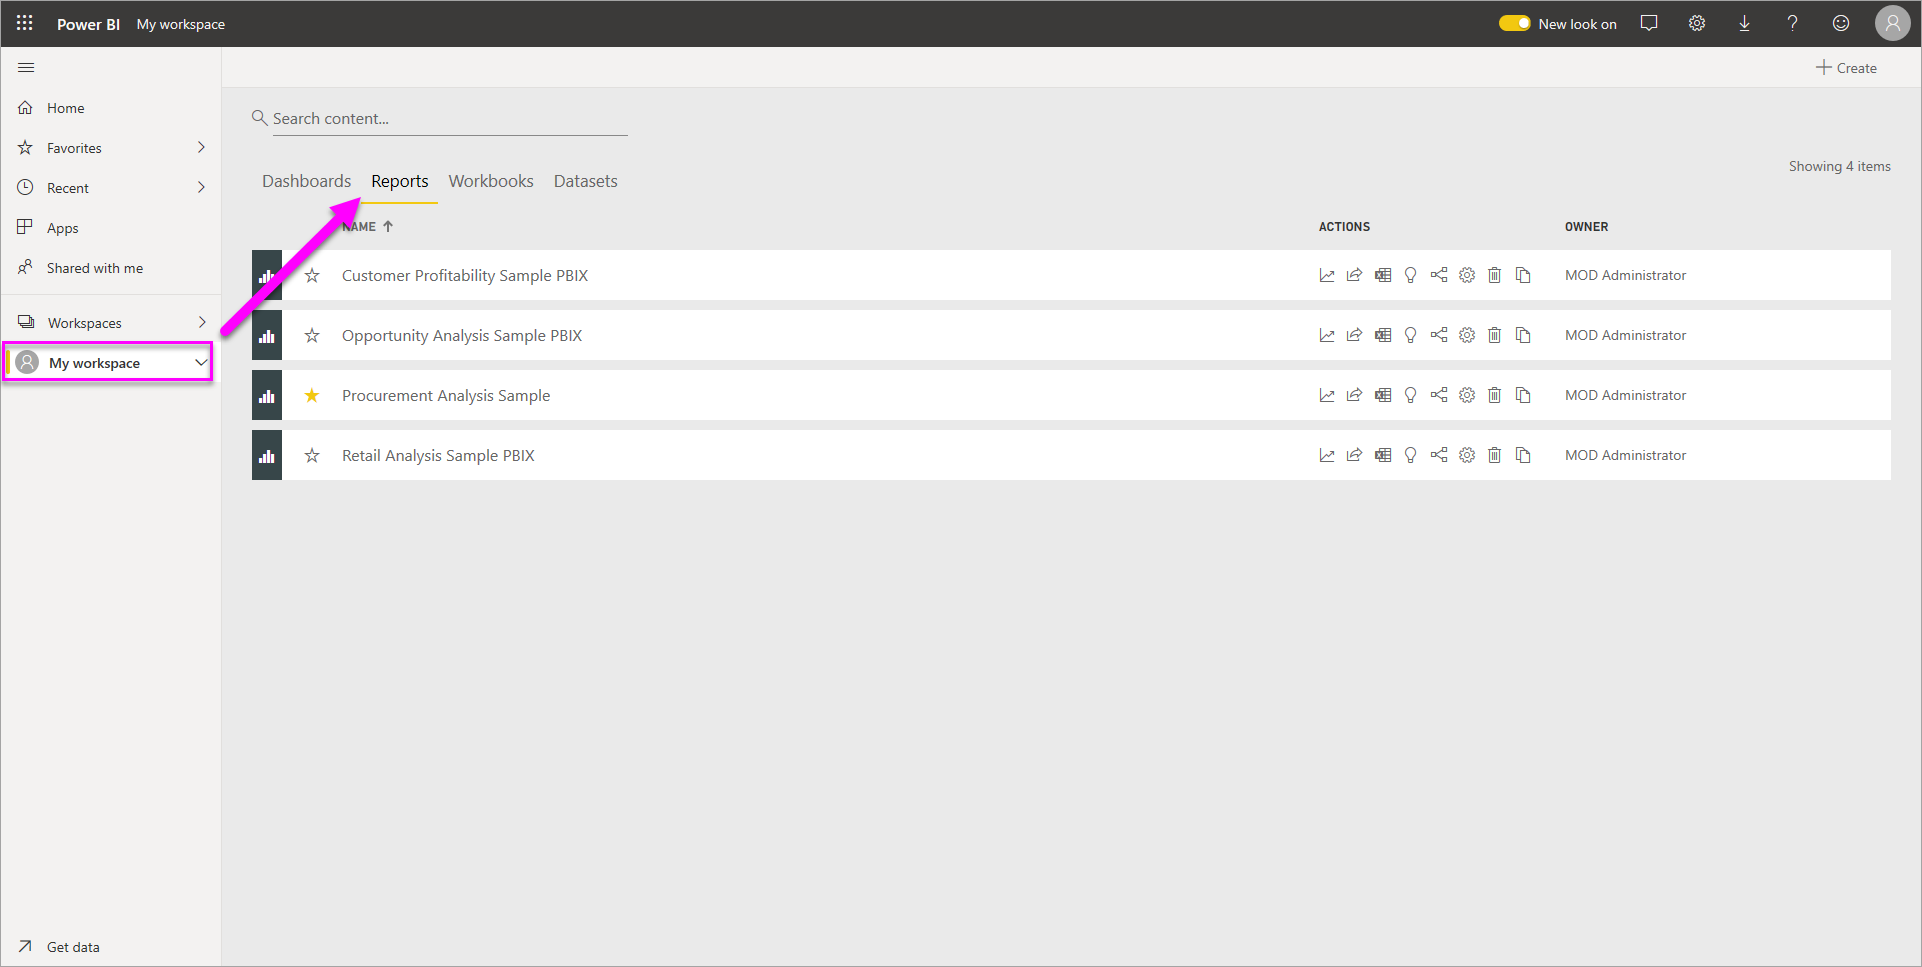 Power BI My workspace New look on
Create
Home
Favorites
Recent
Apps
Shared with me
Workspaces
My workspace
Get data
Search content...
Showing 4 items
Dashboards Reports Workbooks Datasets
NAME ACTIONS OWNER
Customer Profitability Sample PBIX MOD Administrator
Opportunity Analysis Sample PBIX MOD Administrator
Procurement Analysis Sample MOD Administrator
Retail Analysis Sample PBIX MOD Administrator